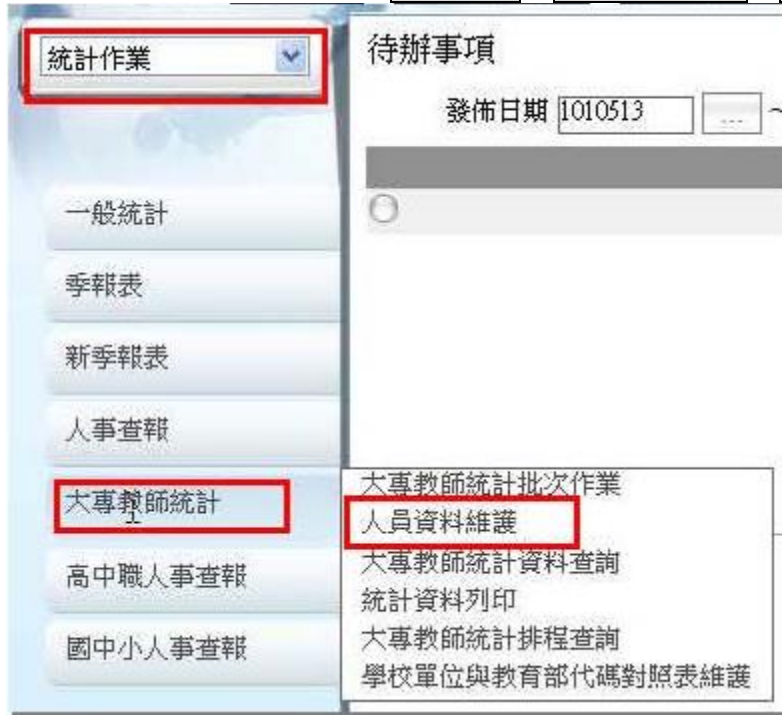 統計作業
一般統計
季報表
新季報表
人事查報
大專教師統計
高中職人事查報
國中小人事查報
待辦事項
發佈日期 1010513 ... ~
大專教師統計批次作業
人員資料維護
大專教師統計資料查詢
統計資料列印
大專教師統計排程查詢
學校單位與教育部代碼對照表維護